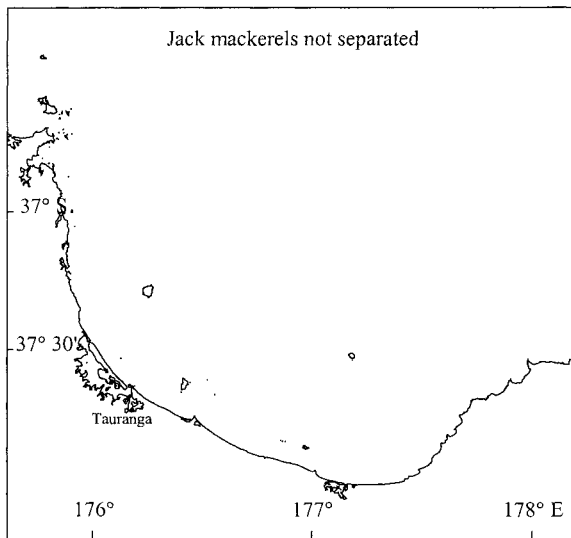 Jack mackerels not separated
37° S
37° 30'
Tauranga
176°
177°
178° E